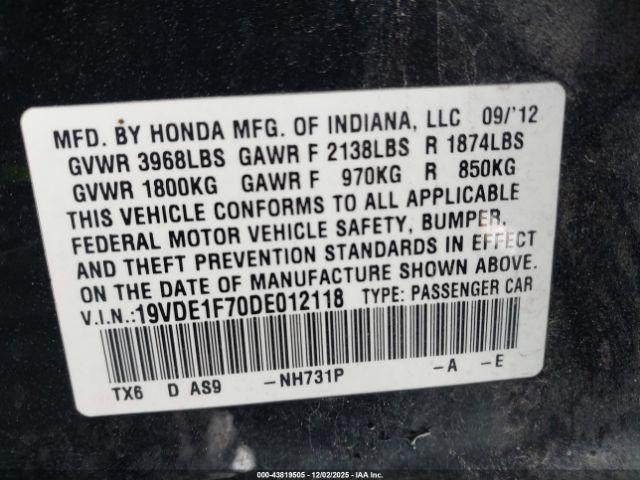 MFD. BY HONDA MFG. OF INDIANA, LLC 09/'12
GVWR 3968LBS GAWR F 2138LBS R 1874LBS
GVWR 1800KG GAWR F 970KG R 850KG
THIS VEHICLE CONFORMS TO ALL APPLICABLE
FEDERAL MOTOR VEHICLE SAFETY, BUMPER,
AND THEFT PREVENTION STANDARDS IN EFFECT
ON THE DATE OF MANUFACTURE SHOWN ABOVE.
V.I.N.:19VDE1F70DE012118 TYPE: PASSENGER CAR
TX6 D AS9 -NH731P -A -E
000-43819505 - 12/02/2025 - IAA Inc.